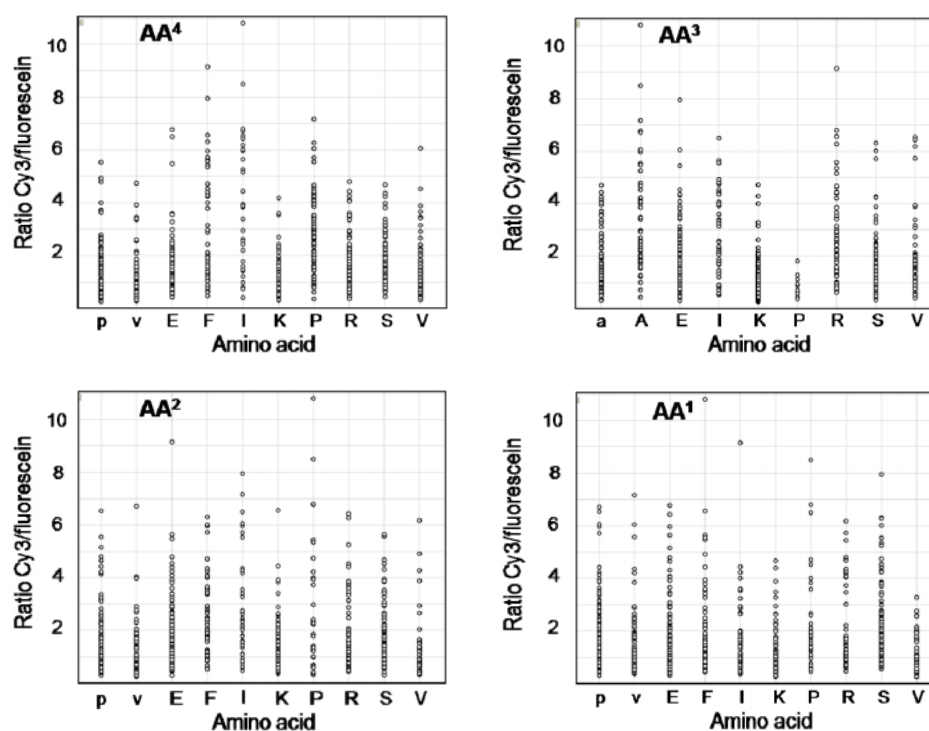 AA⁴
Ratio Cy3/fluorescein
10
8
6
4
2
p v E F I K P R S V
Amino acid
AA³
Ratio Cy3/fluorescein
10
8
6
4
2
a A E I K P R S V
Amino acid
AA²
Ratio Cy3/fluorescein
10
8
6
4
2
p v E F I K P R S V
Amino acid
AA¹
Ratio Cy3/fluorescein
10
8
6
4
2
p v E F I K P R S V
Amino acid